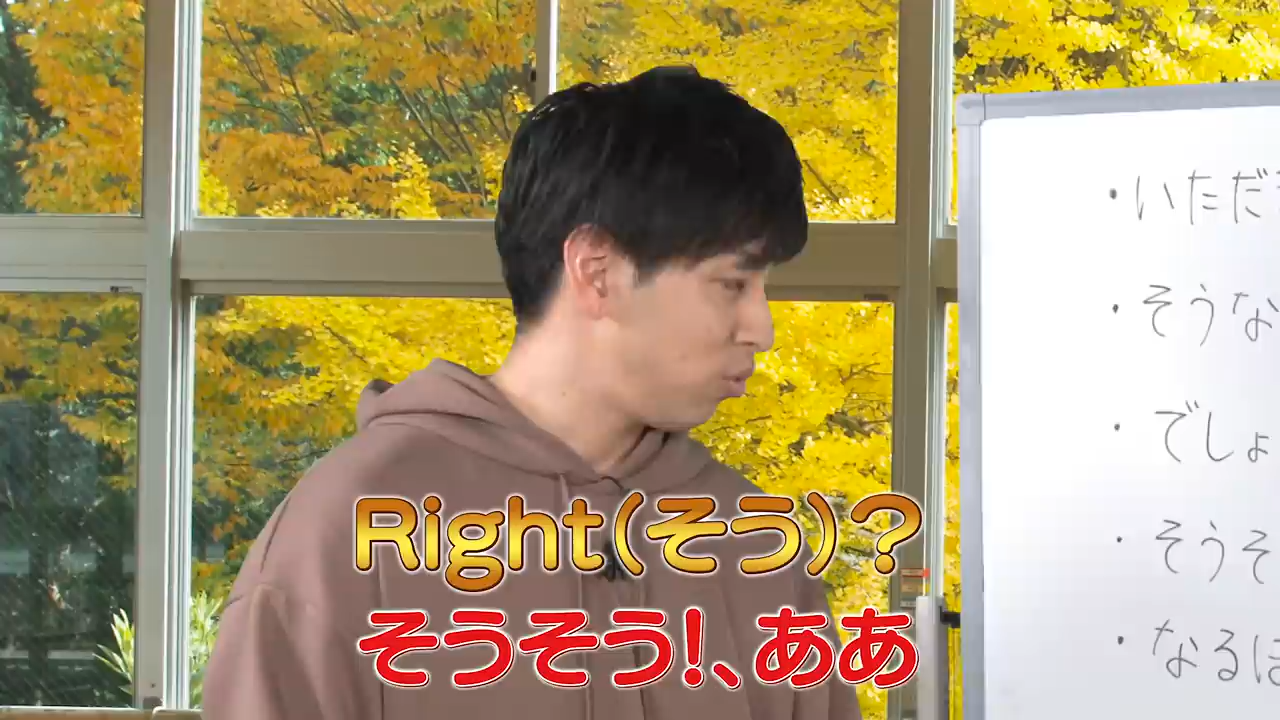 ・いただ
・そうな
・でしょ
・そうそ
・なるほ
Right(そう)?
そうそう!、ああ